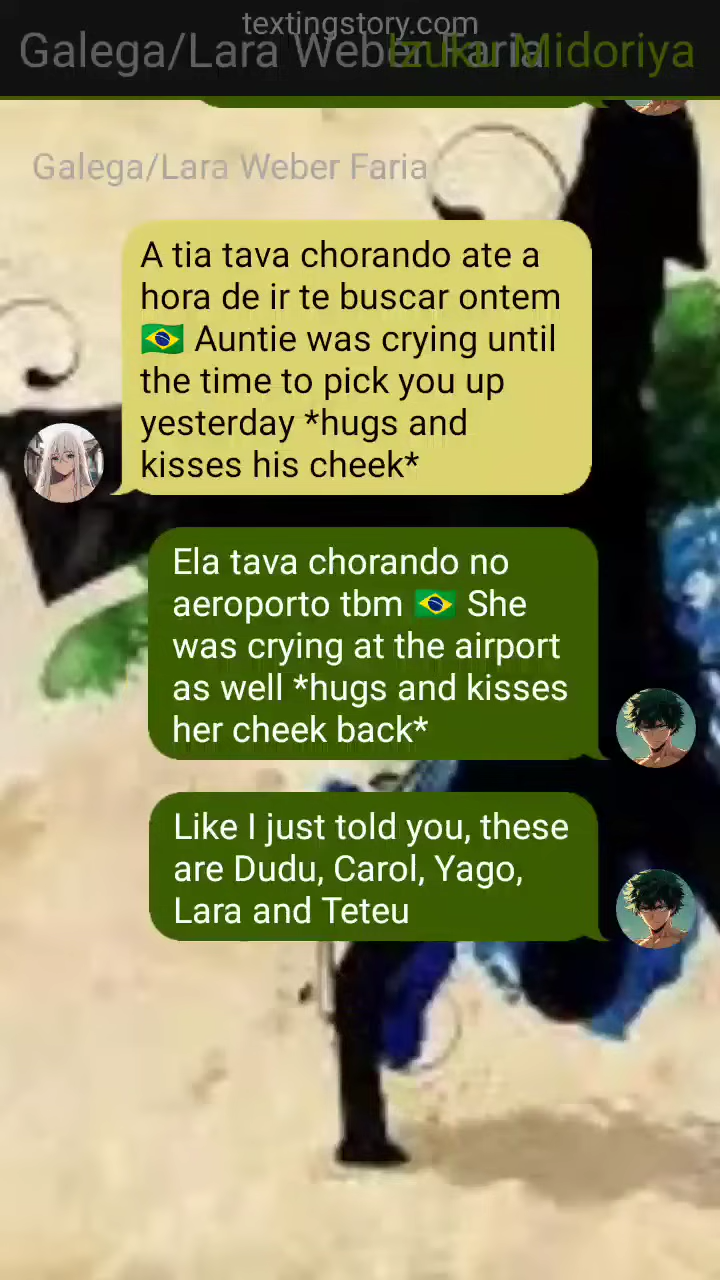 textingstory.com
Galega/Lara Weber Faria Izuku Midoriya
Galega/Lara Weber Faria
A tia tava chorando ate a
hora de ir te buscar ontem
🇧🇷 Auntie was crying until
the time to pick you up
yesterday *hugs and
kisses his cheek*
Ela tava chorando no
aeroporto tbm 🇧🇷 She
was crying at the airport
as well *hugs and kisses
her cheek back*
Like I just told you, these
are Dudu, Carol, Yago,
Lara and Teteu